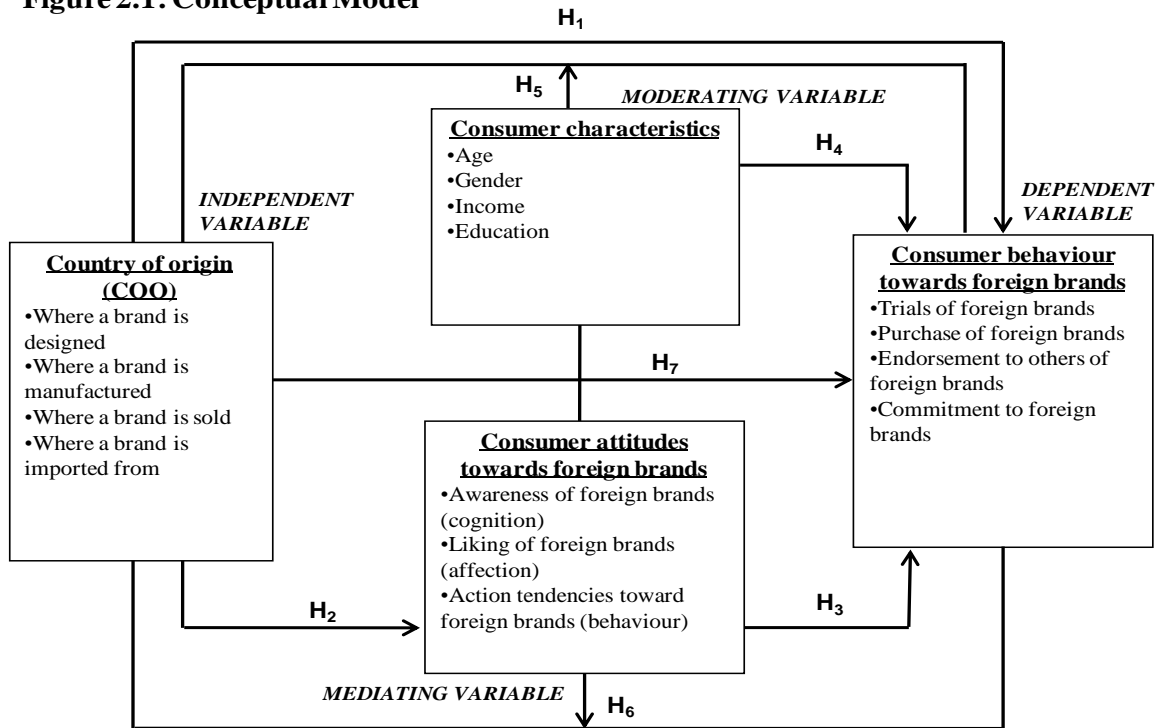 Figure 2.1: Conceptual Model
H1
H5
MODERATING VARIABLE
Consumer characteristics
•Age
•Gender
•Income
•Education
H4
INDEPENDENT
VARIABLE
DEPENDENT
VARIABLE
Country of origin
(COO)
•Where a brand is
designed
•Where a brand is
manufactured
•Where a brand is sold
•Where a brand is
imported from
Consumer behaviour
towards foreign brands
•Trials of foreign brands
•Purchase of foreign brands
•Endorsement to others of
foreign brands
•Commitment to foreign
brands
H7
Consumer attitudes
towards foreign brands
•Awareness of foreign brands
(cognition)
•Liking of foreign brands
(affection)
•Action tendencies toward
foreign brands (behaviour)
H2
H3
MEDIATING VARIABLE
H6